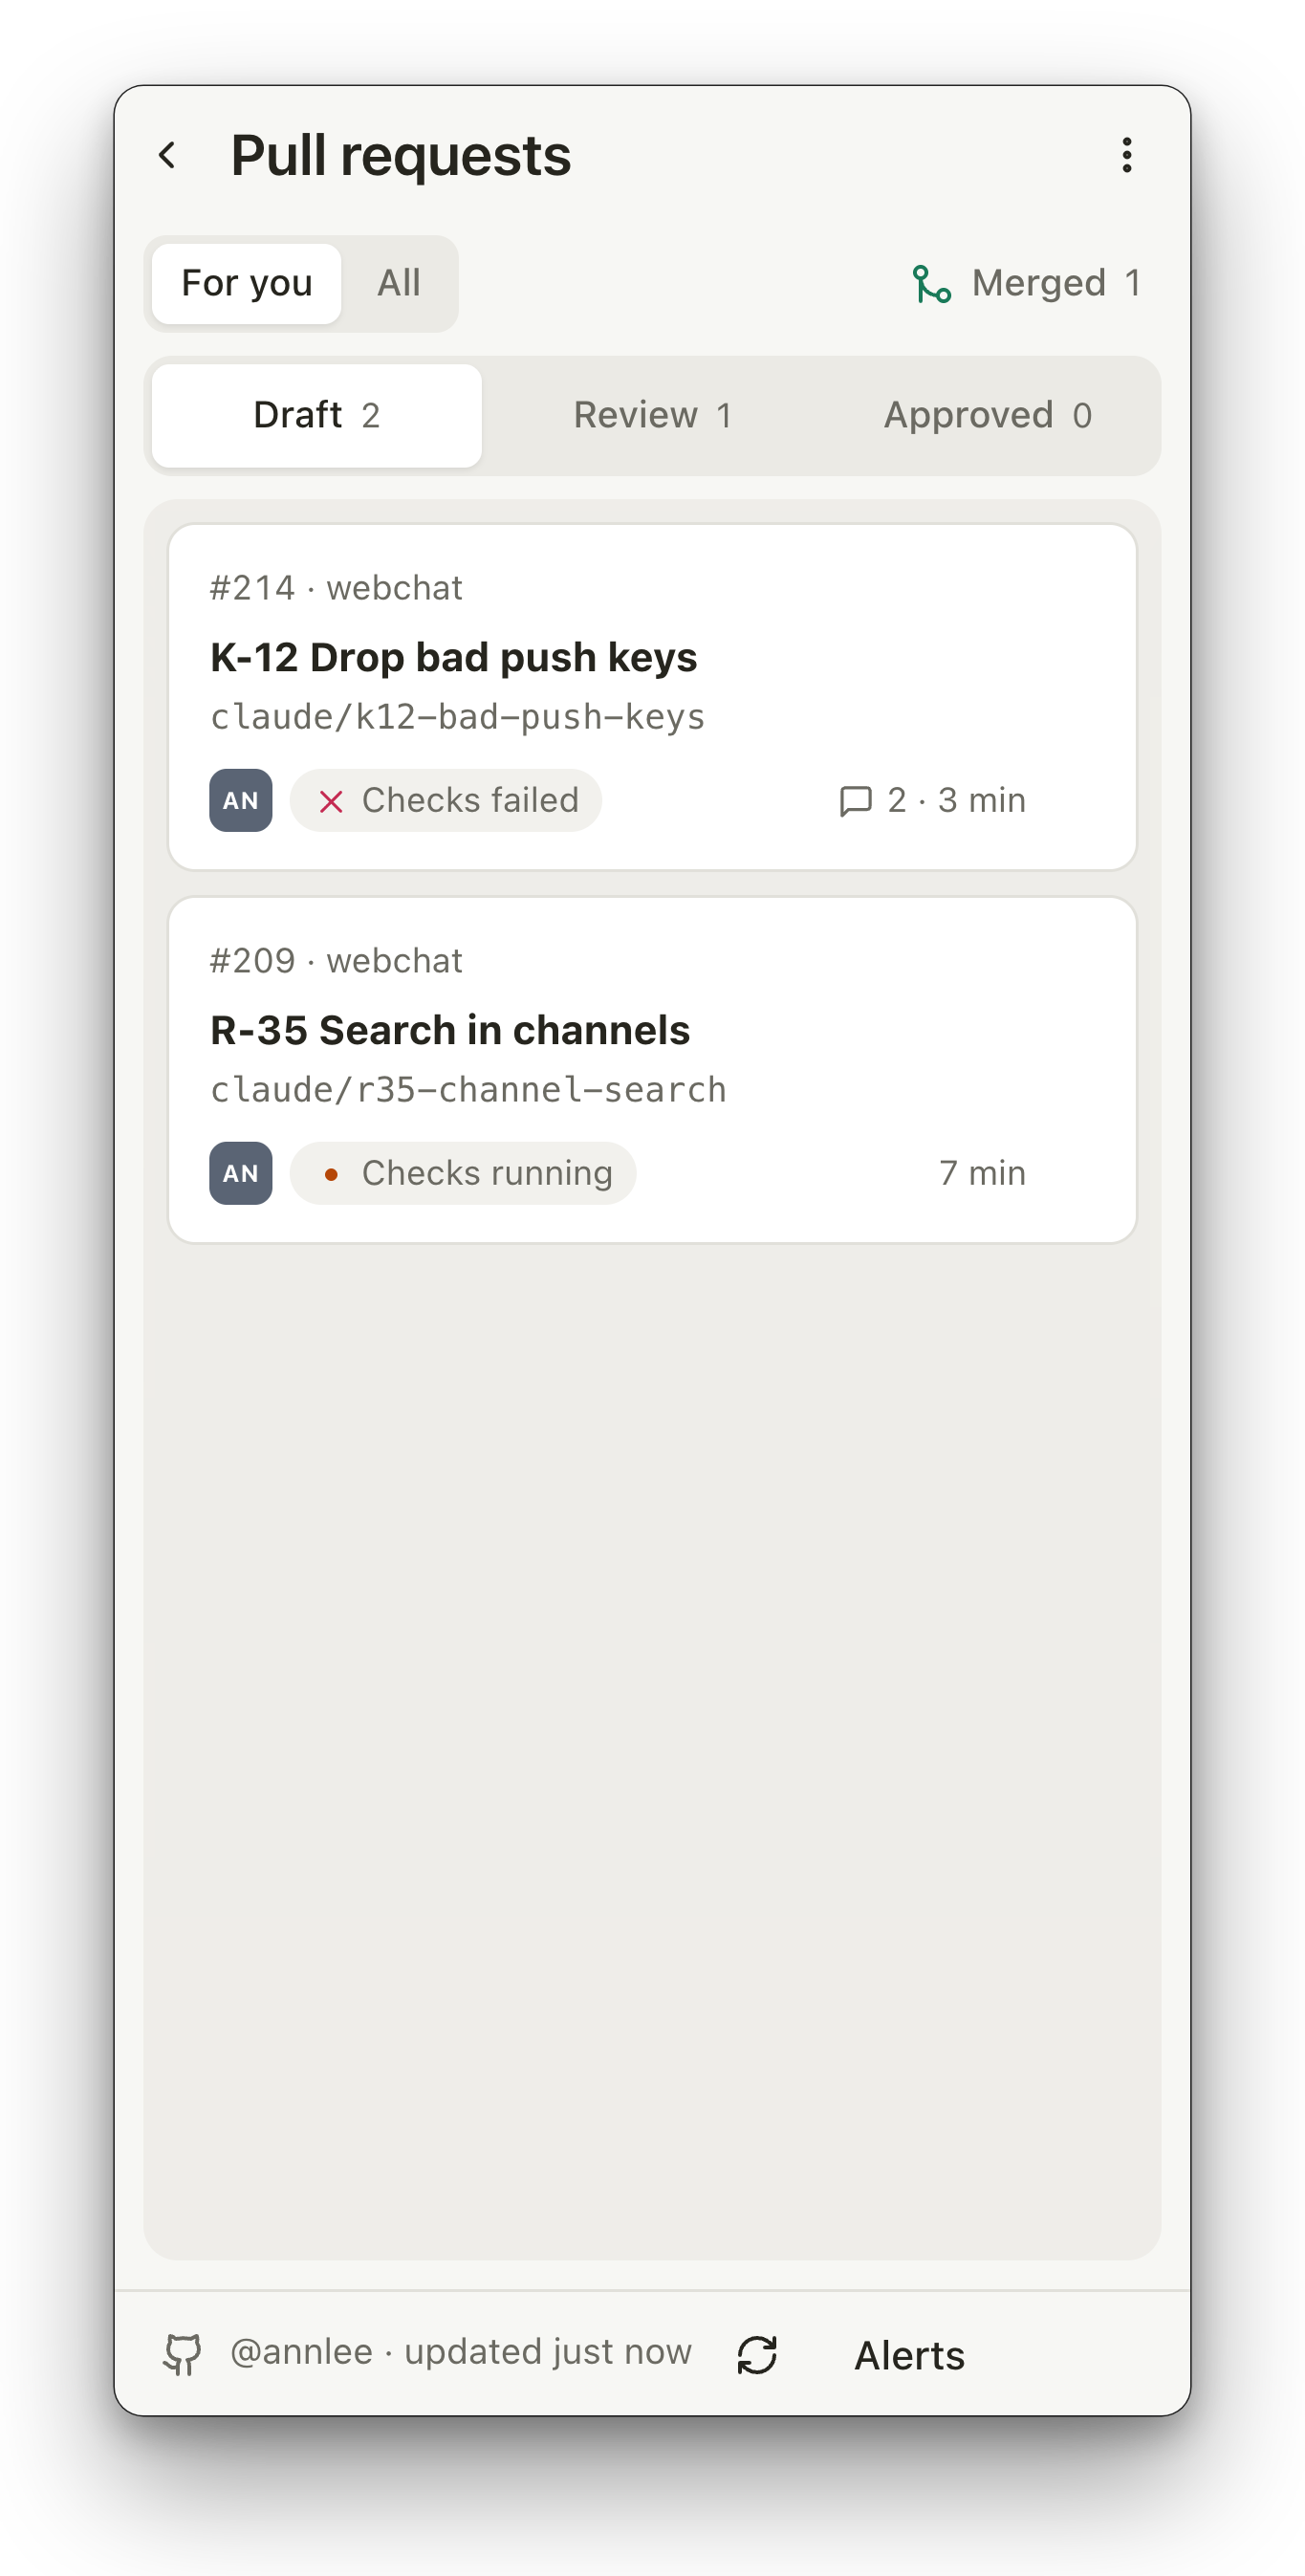 Pull requests
For you All Merged 1
Draft 2 Review 1 Approved 0
#214 · webchat
K-12 Drop bad push keys
claude/k12-bad-push-keys
AN Checks failed 2 · 3 min
#209 · webchat
R-35 Search in channels
claude/r35-channel-search
AN Checks running 7 min
@annlee · updated just now Alerts